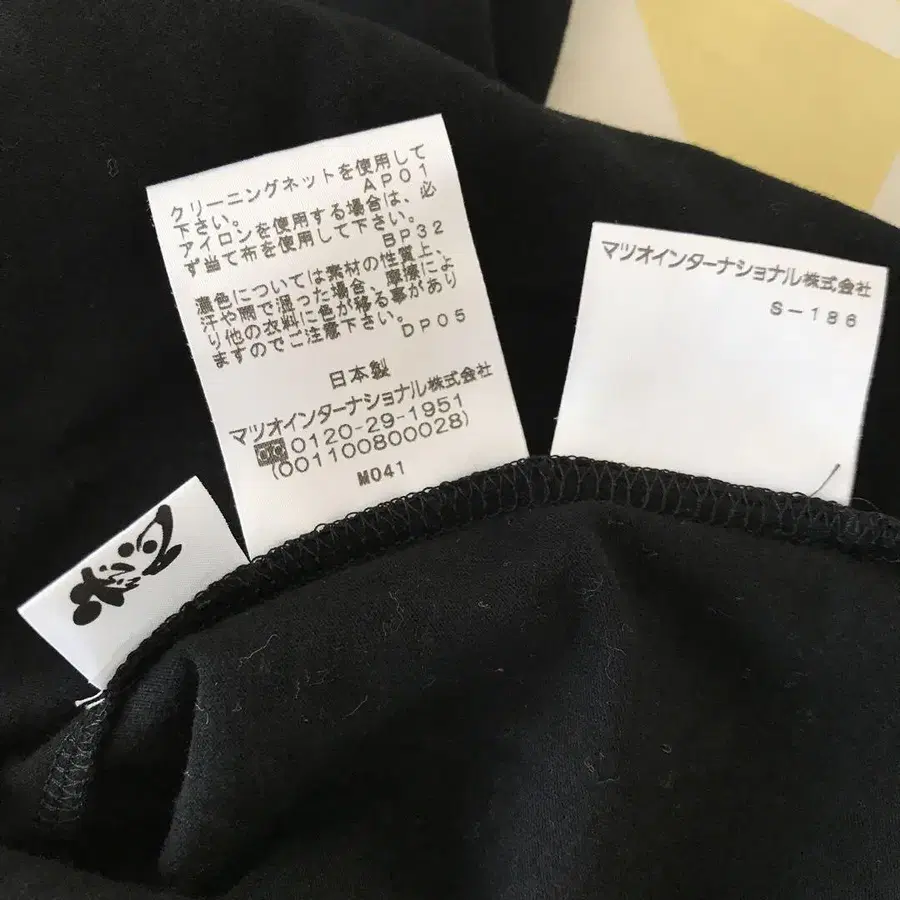 クリーニングネットを使用して
下さい。 AP01
アイロンを使用する場合は、必
ず当て布を使用して下さい。
BP32
濃色については素材の性質上、
汗や雨で湿った場合、摩擦によ
り他の衣料に色が移る事があり
ますのでご注意下さい。
DP05
日本製
マツオインターナショナル株式会社
0120-29-1951
(001100800028)
M041
マツオインターナショナル株式会社
S-186